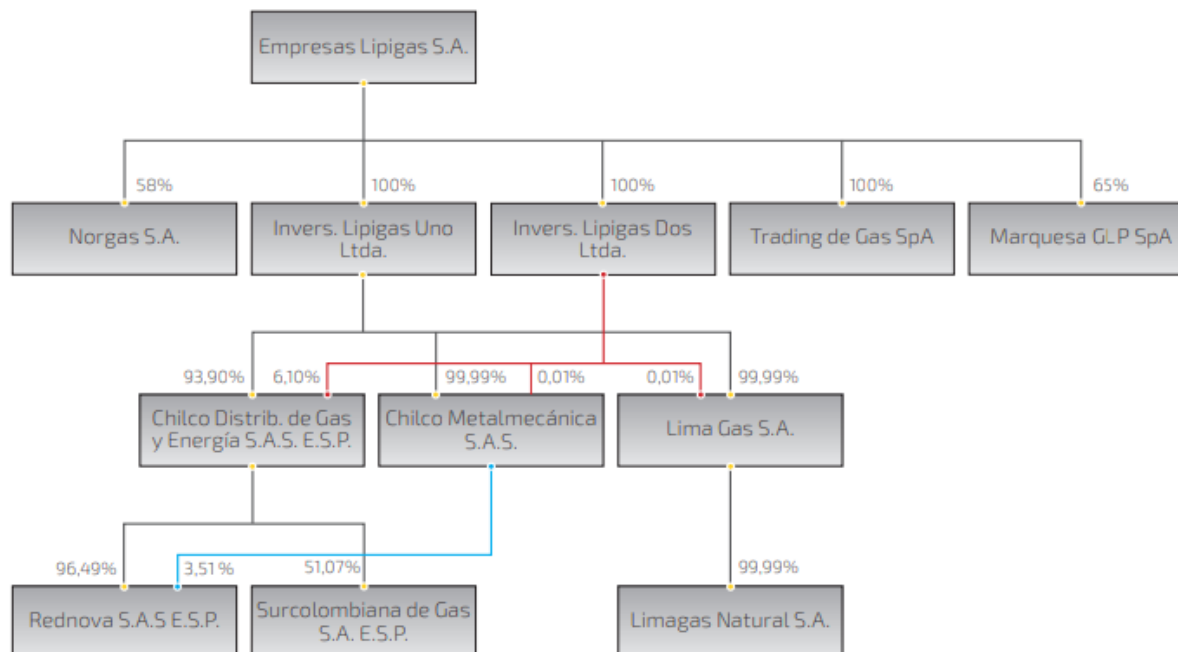 Empresas Lipigas S.A.
58%
100%
100%
100%
65%
Norgas S.A.
Invers. Lipigas Uno
Ltda.
Invers. Lipigas Dos
Ltda.
Trading de Gas SpA
Marquesa GLP SpA
93,90%
6,10%
99,99%
0,01%
0,01%
99,99%
Chilco Distrib. de Gas
y Energía S.A.S. E.S.P.
Chilco Metalmecánica
S.A.S.
Lima Gas S.A.
96,49%
3,51 %
51,07%
99,99%
Rednova S.A.S E.S.P.
Surcolombiana de Gas
S.A. E.S.P.
Limagas Natural S.A.